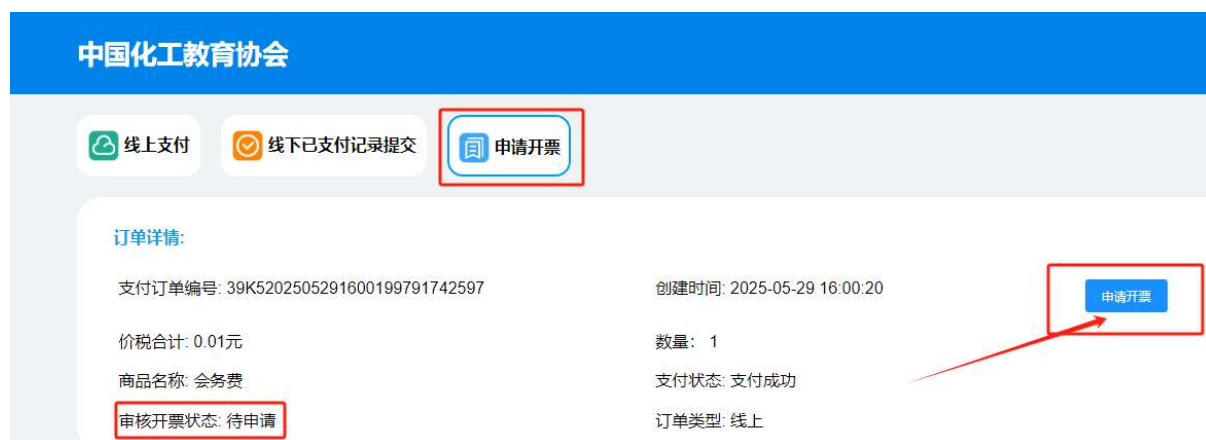 中国化工教育协会
线上支付
线下已支付记录提交
申请开票
订单详情:
支付订单编号: 39K5202505291600199791742597
创建时间: 2025-05-29 16:00:20
申请开票
价税合计: 0.01元
数量: 1
商品名称: 会务费
支付状态: 支付成功
审核开票状态: 待申请
订单类型: 线上